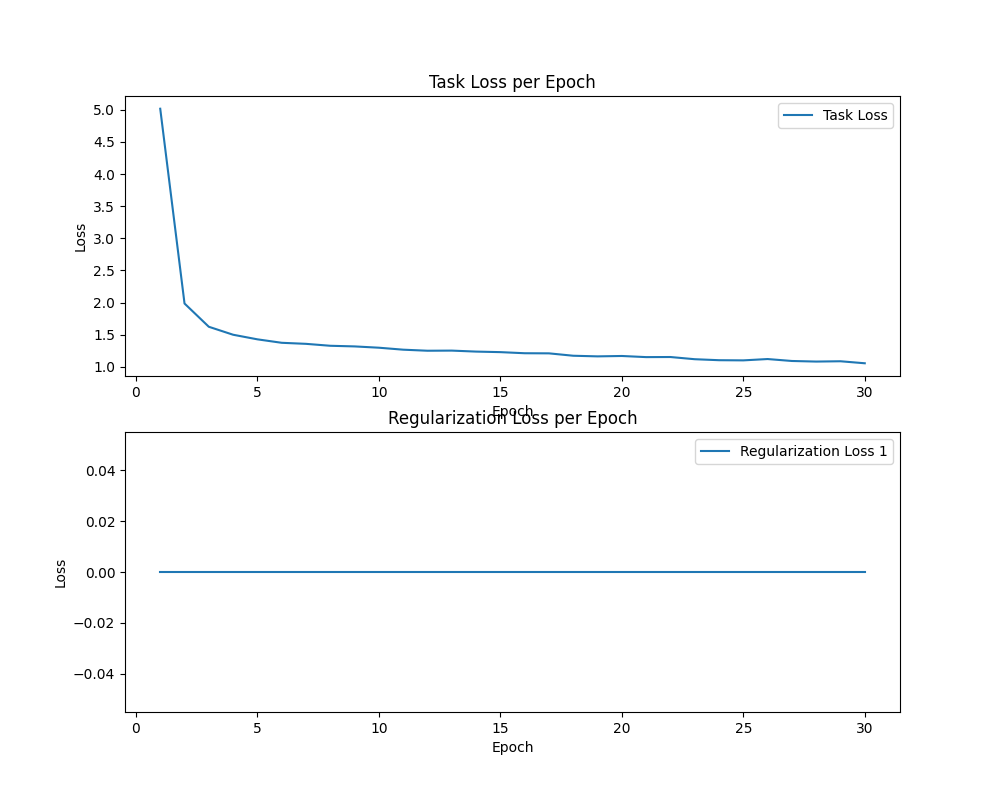 Task Loss per Epoch
Task Loss
Loss
5.0
4.5
4.0
3.5
3.0
2.5
2.0
1.5
1.0
0 5 10 15 20 25 30
Epoch
Regularization Loss per Epoch
Regularization Loss 1
Loss
0.04
0.02
0.00
−0.02
−0.04
0 5 10 15 20 25 30
Epoch